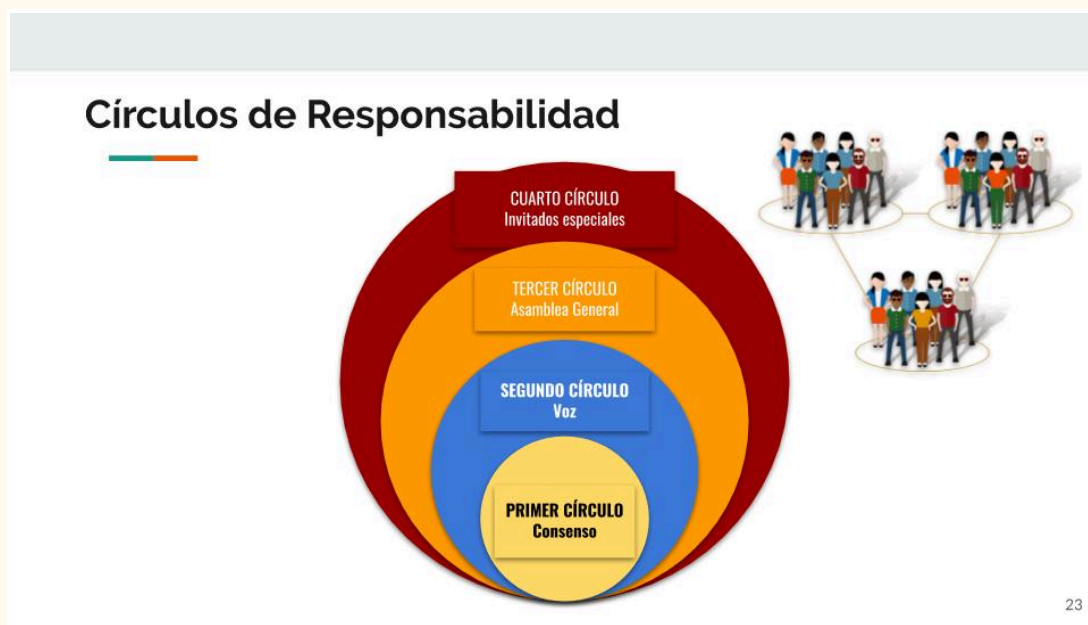 Círculos de Responsabilidad
CUARTO CÍRCULO
Invitados especiales
TERCER CÍRCULO
Asamblea General
SEGUNDO CÍRCULO
Voz
PRIMER CÍRCULO
Consenso
23